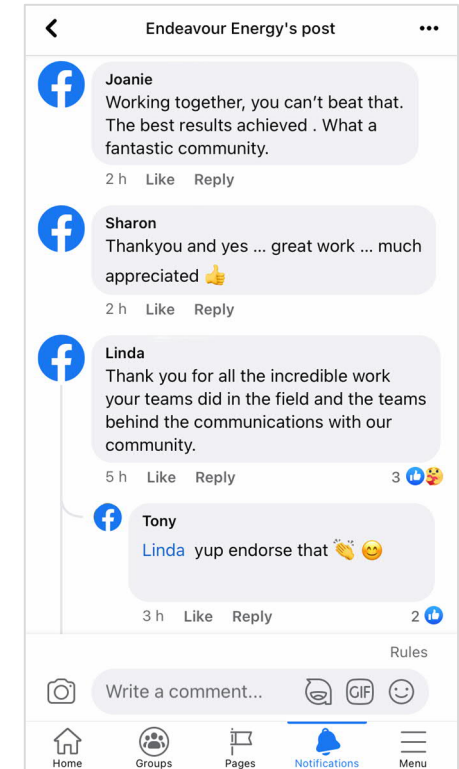 Endeavour Energy's post
Joanie
Working together, you can't beat that.
The best results achieved . What a
fantastic community.
2 h Like Reply
Sharon
Thankyou and yes ... great work ... much
appreciated 👍
2 h Like Reply
Linda
Thank you for all the incredible work
your teams did in the field and the teams
behind the communications with our
community.
5 h Like Reply 3
Tony
Linda yup endorse that 👏 😊
3 h Like Reply 2
Rules
Write a comment... GIF
Home Groups Pages Notifications Menu